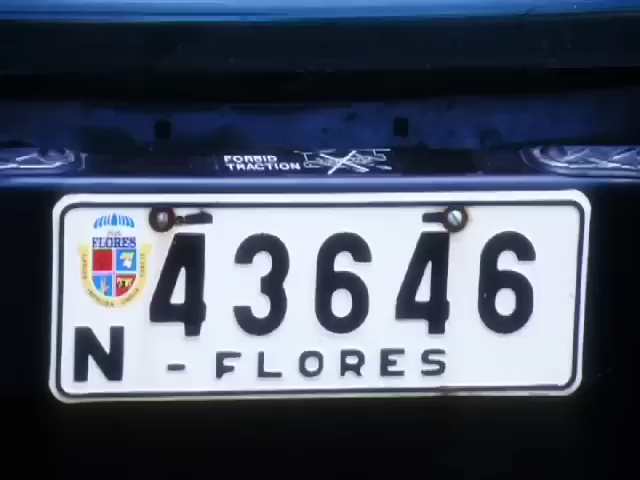 FORBID
TRACTION
FLORES
43646
N - FLORES